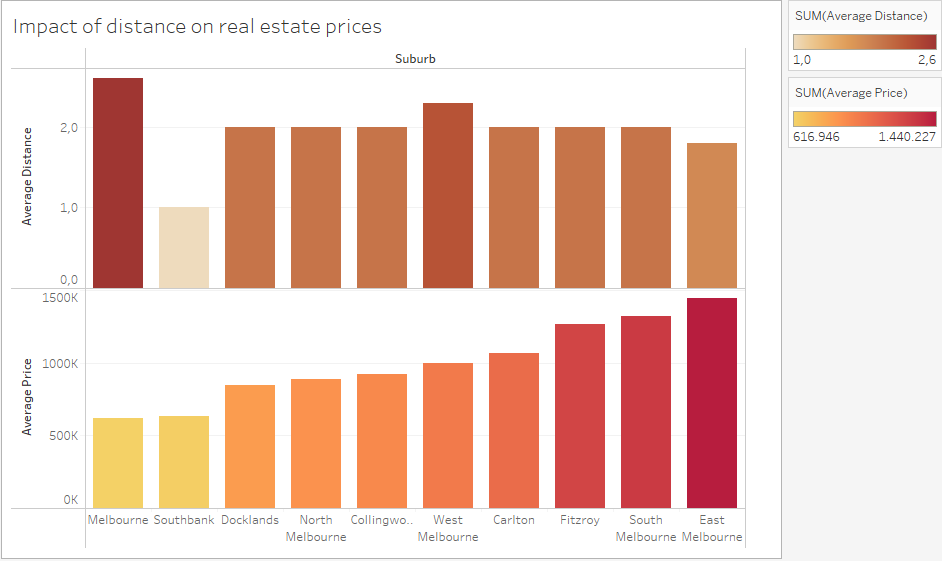 Impact of distance on real estate prices
Suburb
Average Distance
2,0
1,0
0,0
Average Price
1500K
1000K
500K
0K
Melbourne Southbank Docklands North Melbourne Collingwo.. West Melbourne Carlton Fitzroy South Melbourne East Melbourne
SUM(Average Distance)
1,0 2,6
SUM(Average Price)
616.946 1.440.227